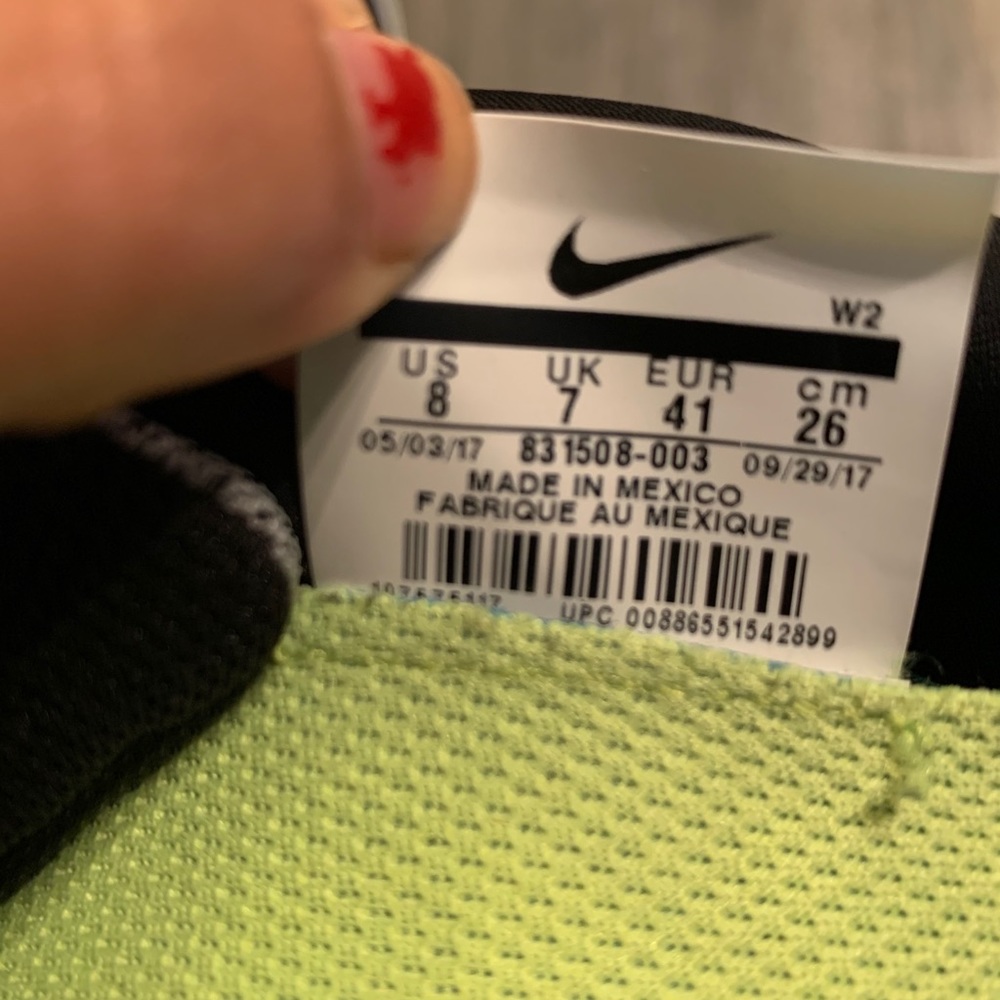 W2
US UK EUR cm
8 7 41 26
05/03/17 831508-003 09/29/17
MADE IN MEXICO
FABRIQUE AU MEXIQUE
UPC 00886551542899